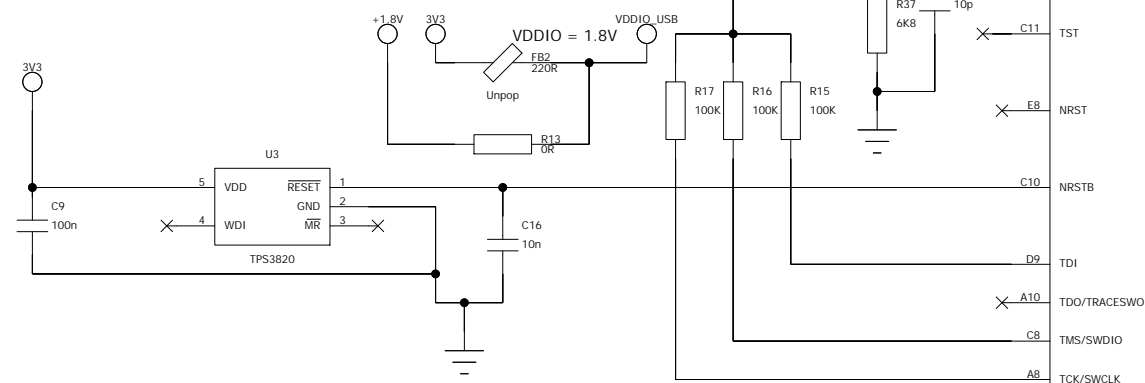 R37
6K8
10p
+1.8V
3V3
VDDIO_USB
VDDIO = 1.8V
FB2
220R
Unpop
C11
TST
3V3
R17
100K
R16
100K
R15
100K
E8
NRST
R13
0R
U3
5
VDD
RESET
1
C10
NRSTB
GND
2
C9
100n
4
WDI
MR
3
C16
10n
TPS3820
D9
TDI
A10
TDO/TRACESWO
C8
TMS/SWDIO
A8
TCK/SWCLK